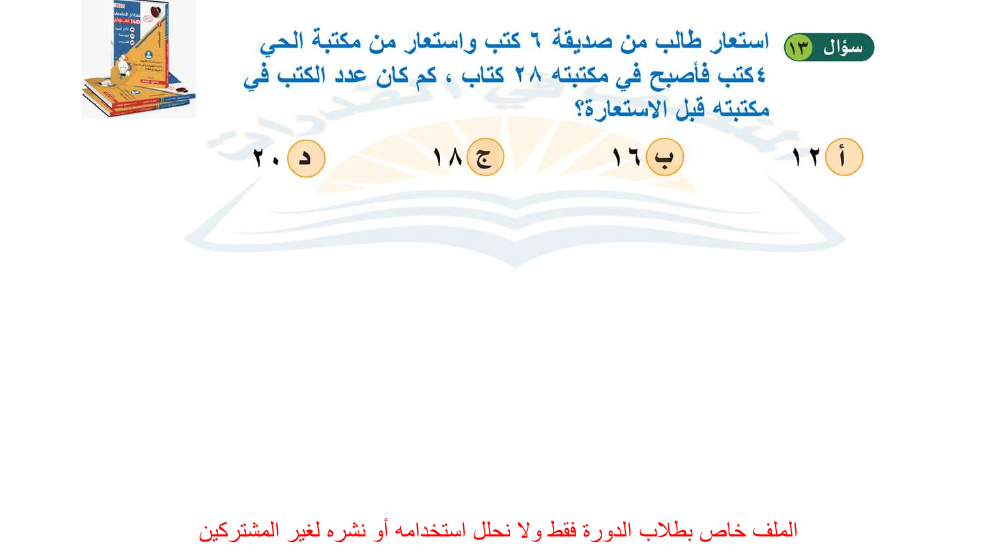 سؤال ١٣
استعار طالب من صديقة ٦ كتب واستعار من مكتبة الحي
٤ كتب فأصبح في مكتبته ٢٨ كتاب ، كم كان عدد الكتب في
مكتبته قبل الاستعارة؟
أ ١٢
ب ١٦
ج ١٨
د ٢٠
الملف خاص بطلاب الدورة فقط ولا نحلل استخدامه أو نشره لغير المشتركين